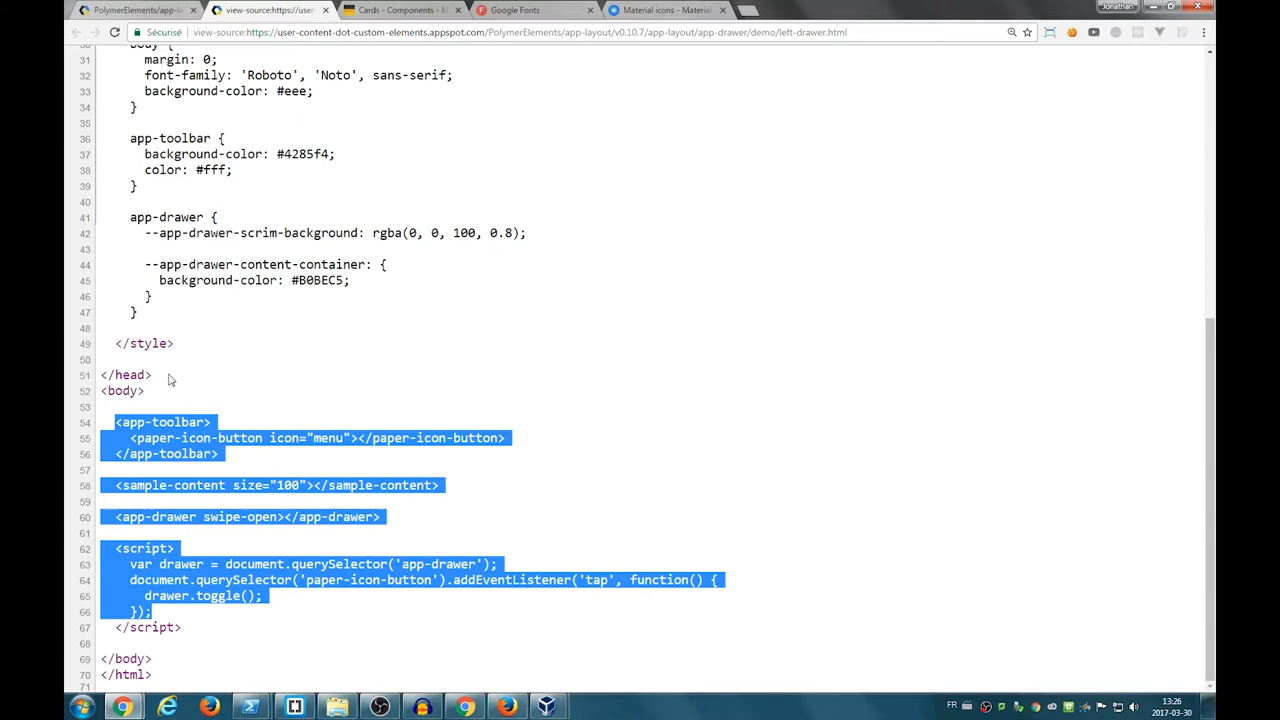 PolymerElements/app-la
view-source:https://user
Cards - Components - M
Google Fonts
Material icons - Materia
Jonathan
Sécurisé
view-source:https://user-content-dot-custom-elements.appspot.com/PolymerElements/app-layout/v0.10.7/app-layout/app-drawer/demo/left-drawer.html
30 body {
31 margin: 0;
32 font-family: 'Roboto', 'Noto', sans-serif;
33 background-color: #eee;
34 }
35
36 app-toolbar {
37 background-color: #4285f4;
38 color: #fff;
39 }
40
41 app-drawer {
42 --app-drawer-scrim-background: rgba(0, 0, 100, 0.8);
43
44 --app-drawer-content-container: {
45 background-color: #B0BEC5;
46 }
47 }
48
49 </style>
50
51 </head>
52 <body>
53
54 <app-toolbar>
55 <paper-icon-button icon="menu"></paper-icon-button>
56 </app-toolbar>
57
58 <sample-content size="100"></sample-content>
59
60 <app-drawer swipe-open></app-drawer>
61
62 <script>
63 var drawer = document.querySelector('app-drawer');
64 document.querySelector('paper-icon-button').addEventListener('tap', function() {
65 drawer.toggle();
66 });
67 </script>
68
69 </body>
70 </html>
71
FR
13:26
2017-03-30